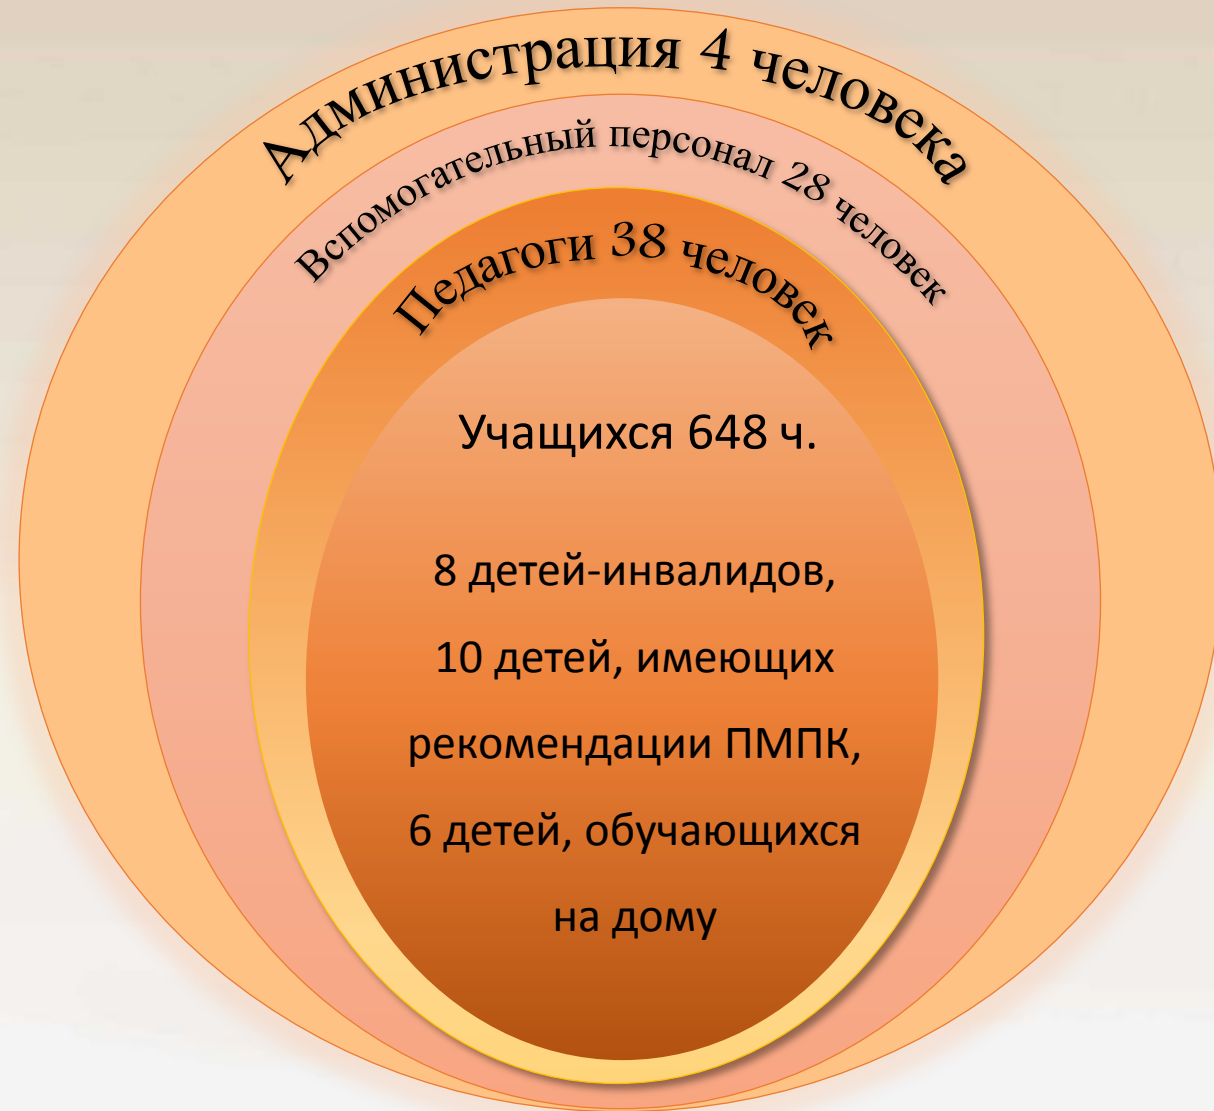 Администрация 4 человека
Вспомогательный персонал 28 человек
Педагоги 38 человек
Учащихся 648 ч.
8 детей-инвалидов,
10 детей, имеющих
рекомендации ПМПК,
6 детей, обучающихся
на дому